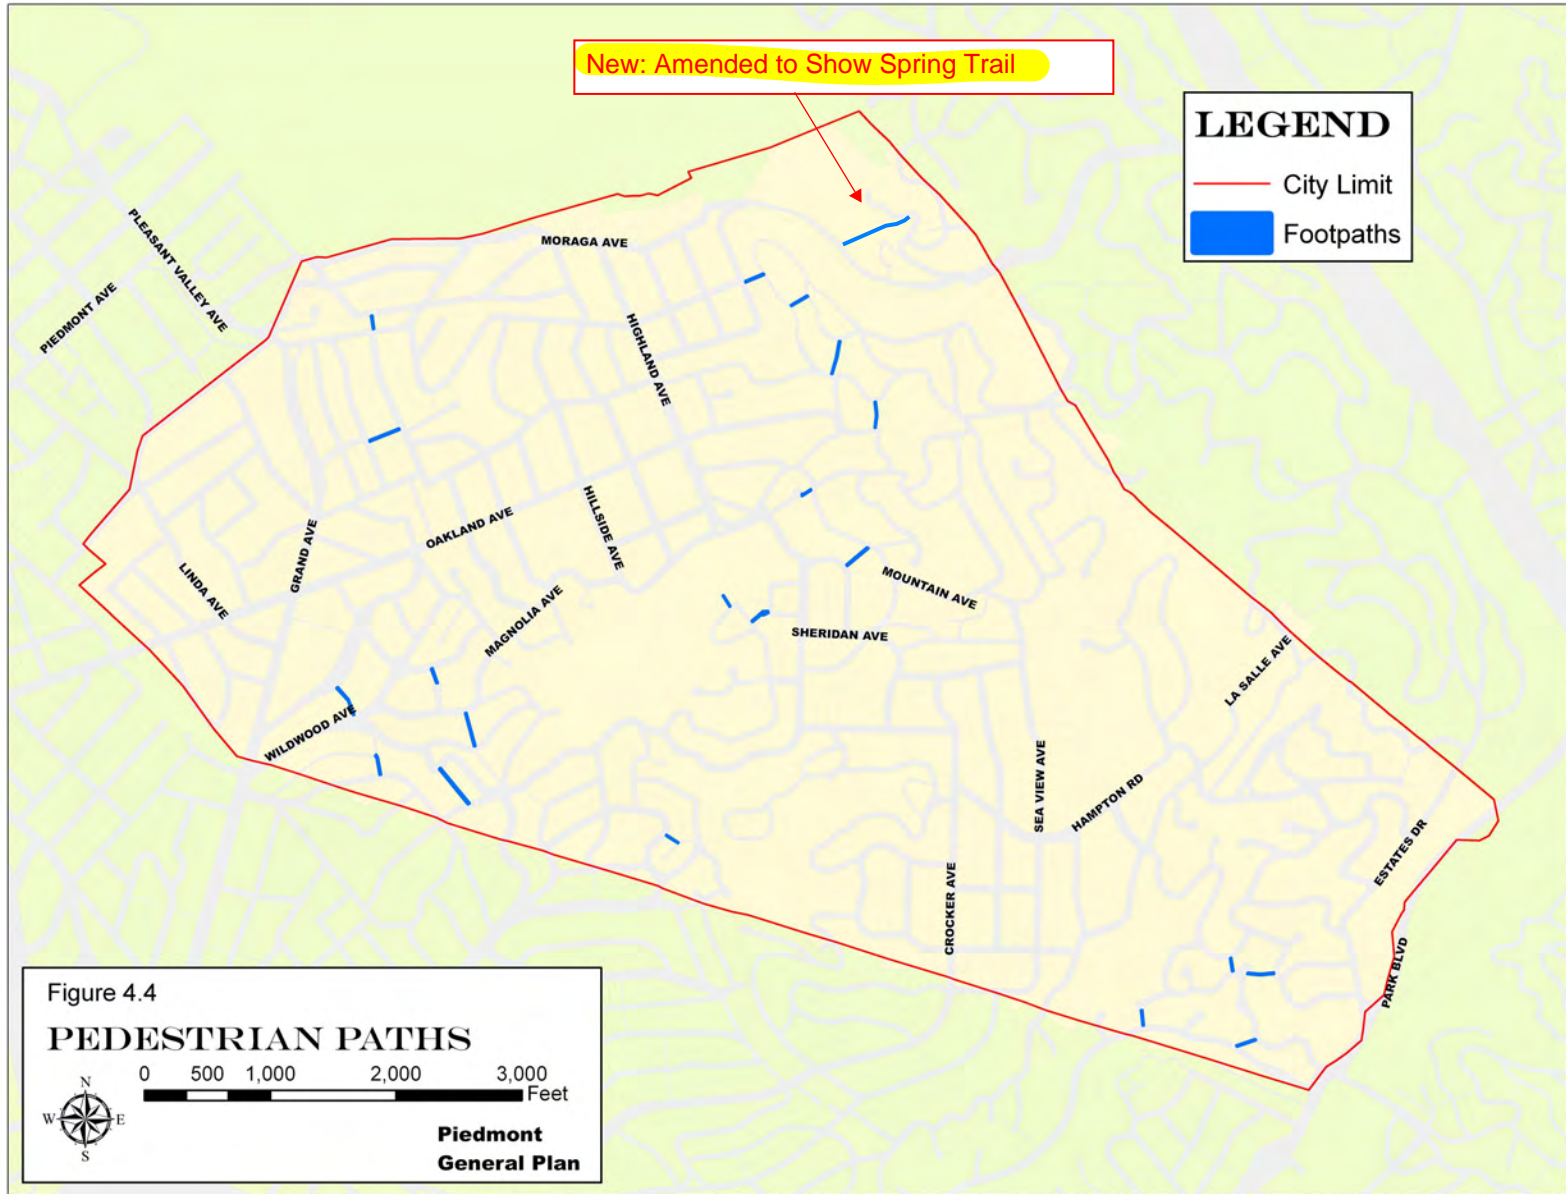 New: Amended to Show Spring Trail
LEGEND
City Limit
Footpaths
MORAGA AVE
PLEASANT VALLEY AVE
PIEDMONT AVE
HIGHLAND AVE
OAKLAND AVE
HILLSIDE AVE
GRAND AVE
LINDA AVE
MAGNOLIA AVE
MOUNTAIN AVE
SHERIDAN AVE
WILDWOOD AVE
LA SALLE AVE
SEA VIEW AVE
HAMPTON RD
CROCKER AVE
ESTATES DR
PARK BLVD
Figure 4.4
PEDESTRIAN PATHS
0 500 1,000 2,000 3,000
Feet
N
W E
S
Piedmont
General Plan